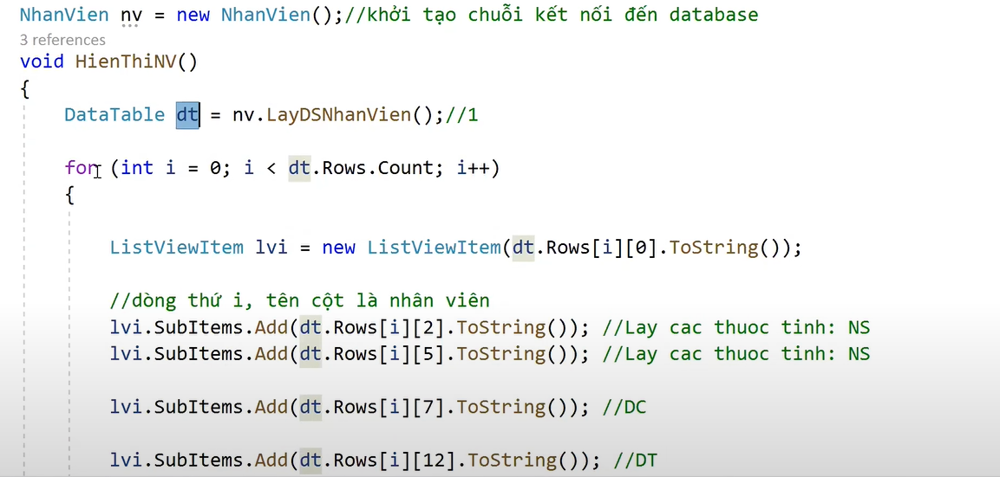 NhanVien nv = new NhanVien();//khởi tạo chuỗi kết nối đến database
3 references
void HienThiNV()
{
DataTable dt = nv.LayDSNhanVien();//1
for (int i = 0; i < dt.Rows.Count; i++)
{
ListViewItem lvi = new ListViewItem(dt.Rows[i][0].ToString());
//dòng thứ i, tên cột là nhân viên
lvi.SubItems.Add(dt.Rows[i][2].ToString()); //Lay cac thuoc tinh: NS
lvi.SubItems.Add(dt.Rows[i][5].ToString()); //Lay cac thuoc tinh: NS
lvi.SubItems.Add(dt.Rows[i][7].ToString()); //DC
lvi.SubItems.Add(dt.Rows[i][12].ToString()); //DT